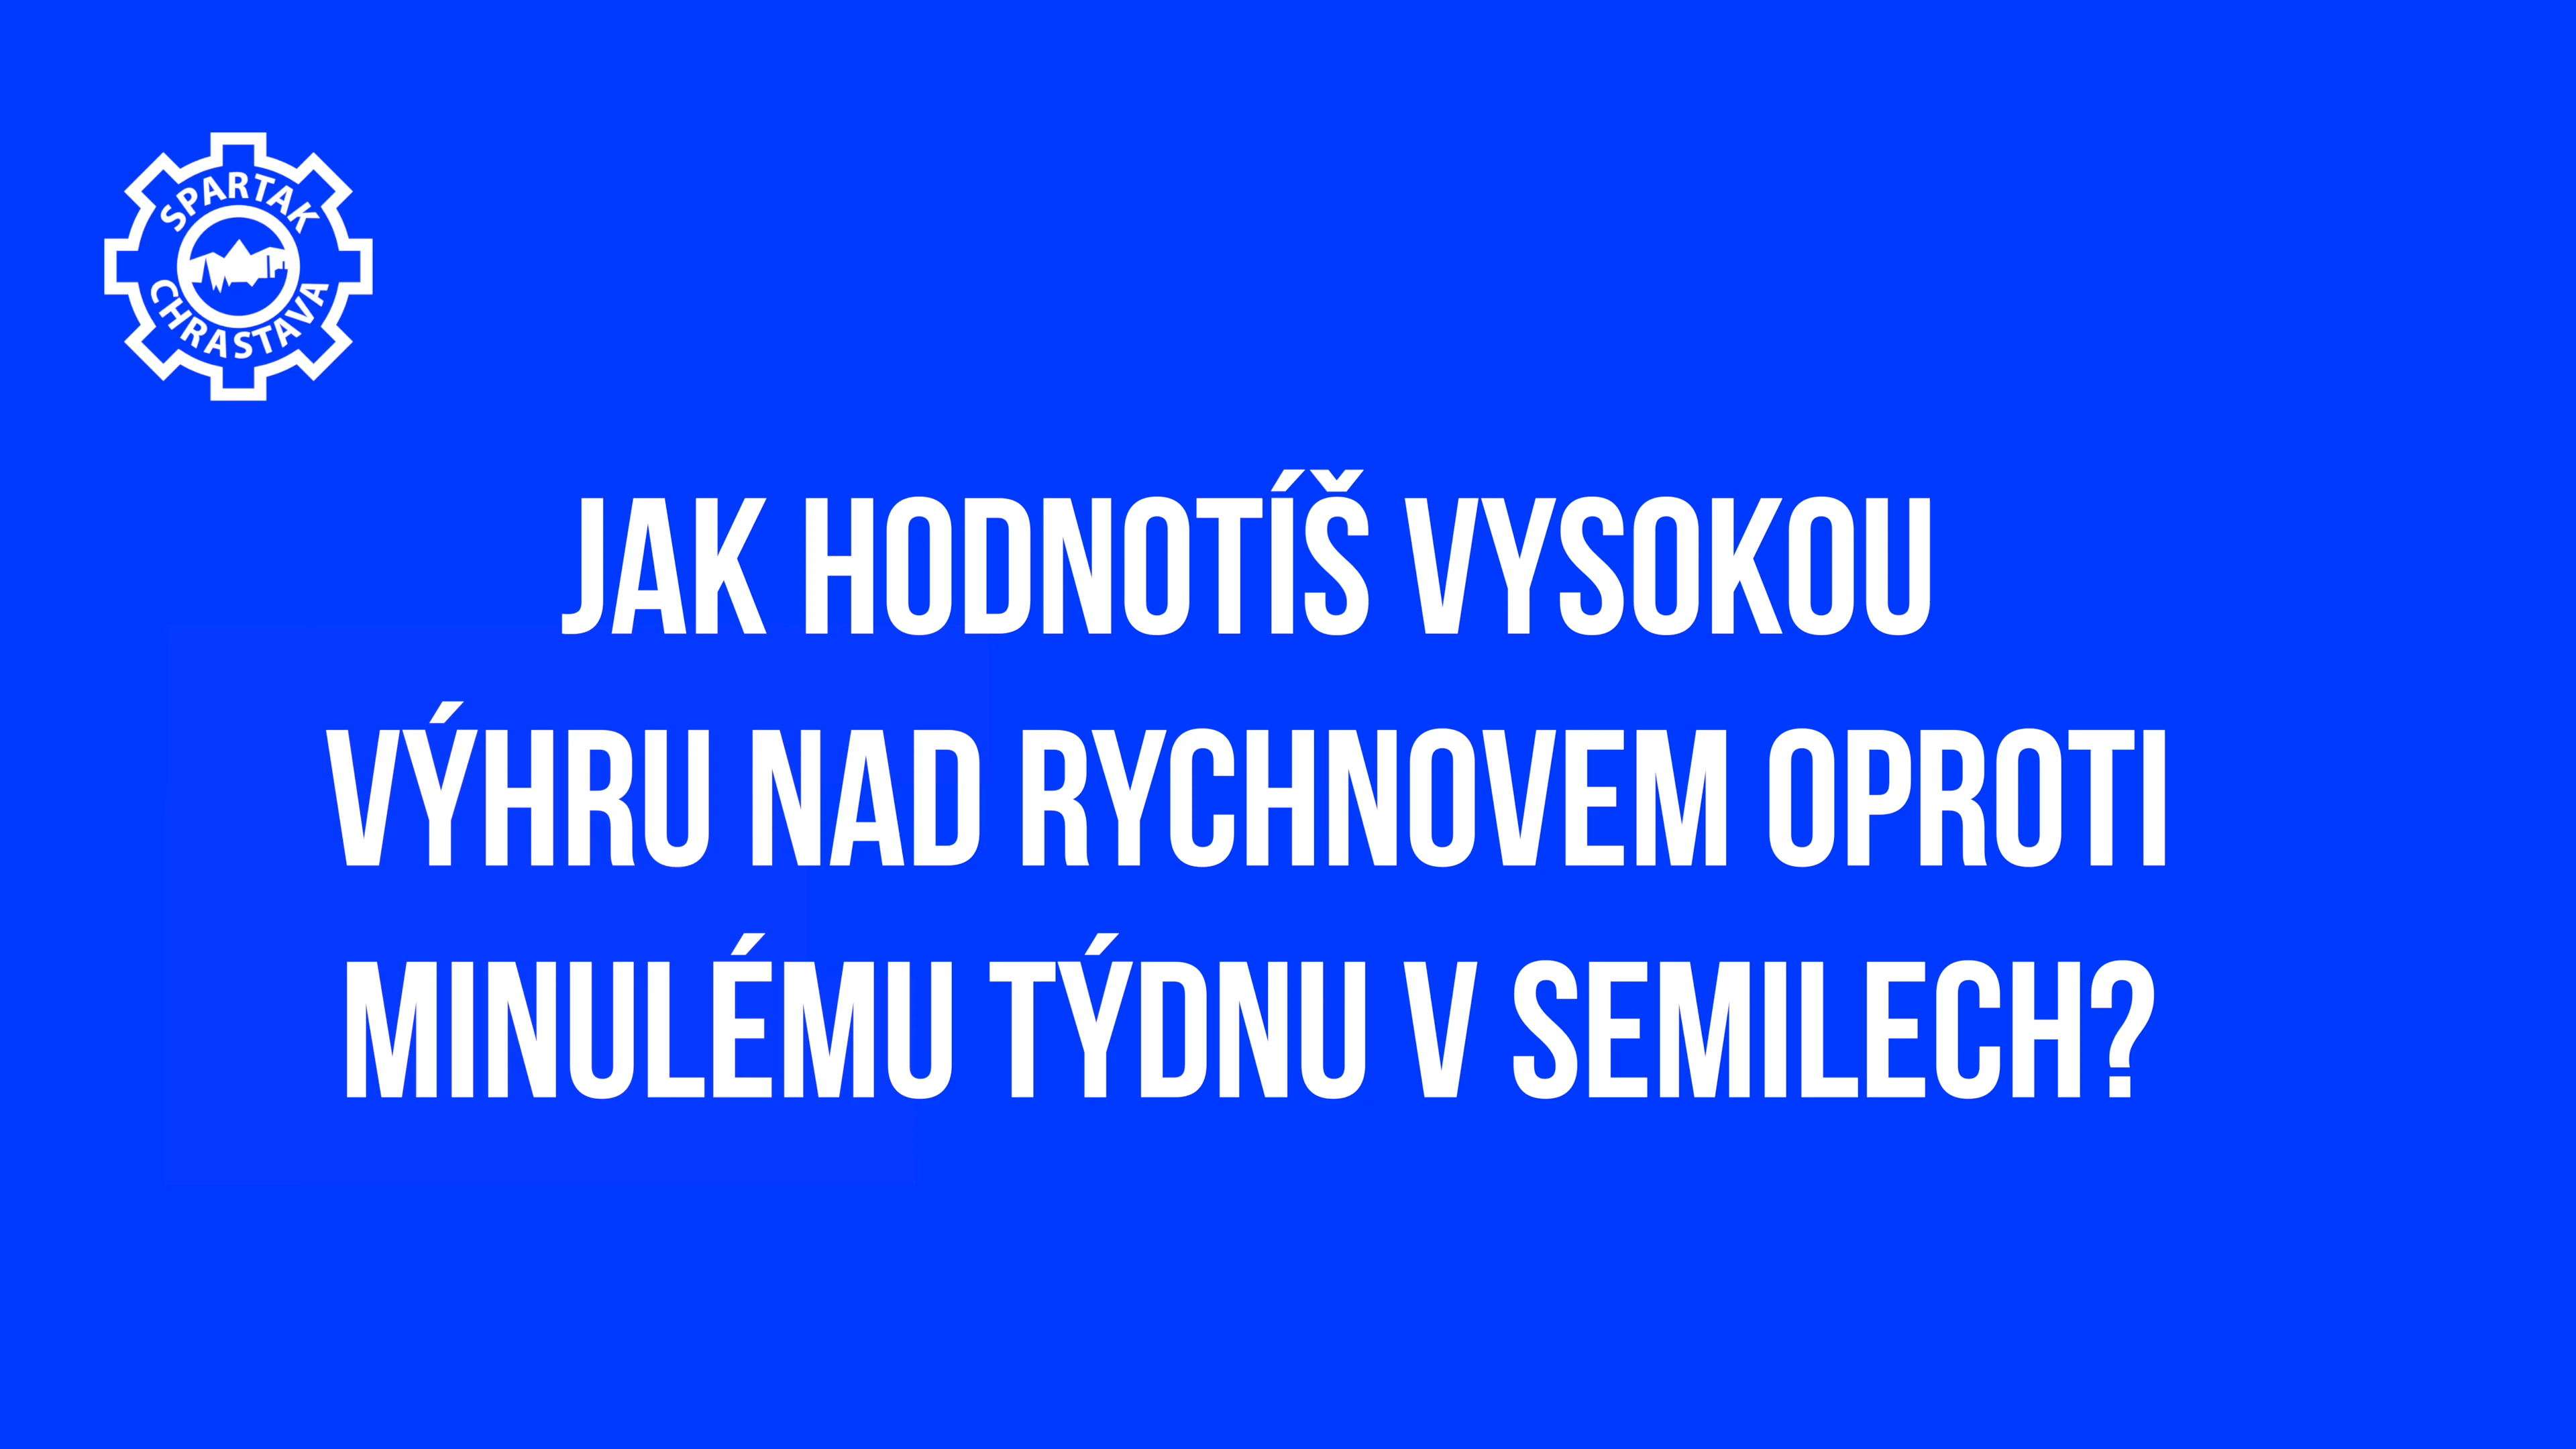 SPARTAK
CHRASTAVA
JAK HODNOTÍŠ VYSOKOU
VÝHRU NAD RYCHNOVEM OPROTI
MINULÉMU TÝDNU V SEMILECH?